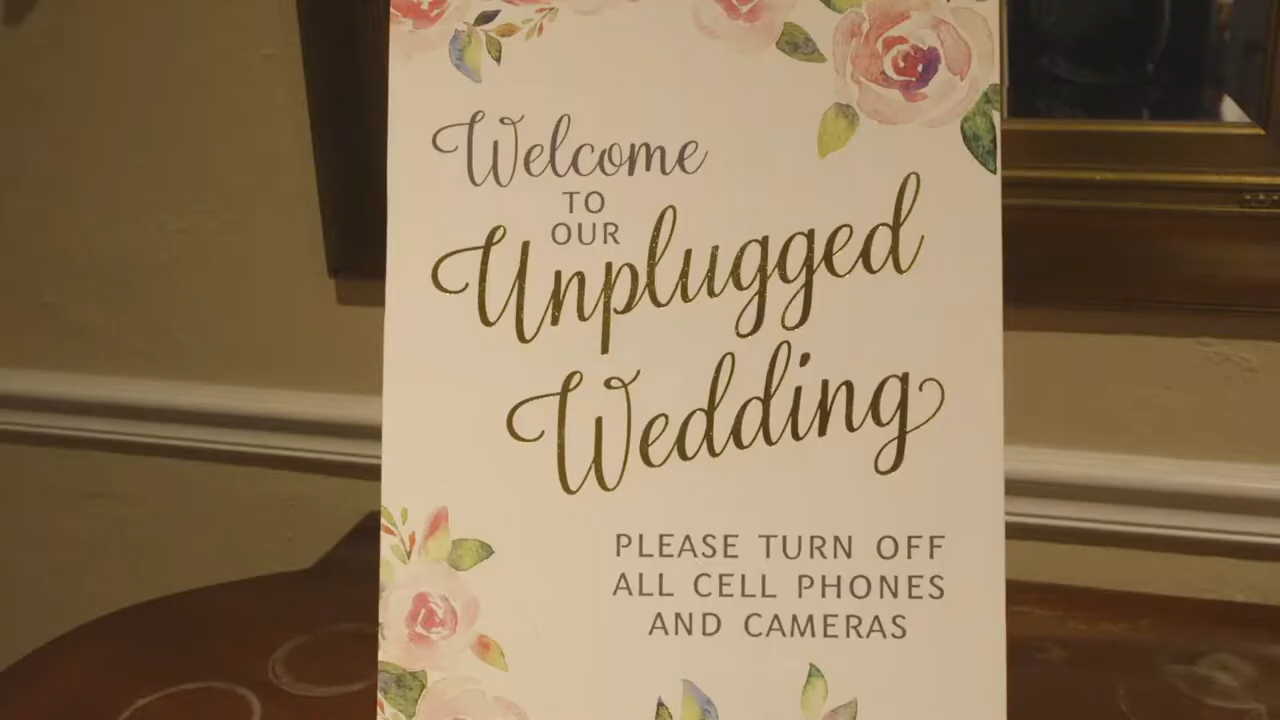 Welcome
TO
OUR
Unplugged
Wedding
PLEASE TURN OFF
ALL CELL PHONES
AND CAMERAS